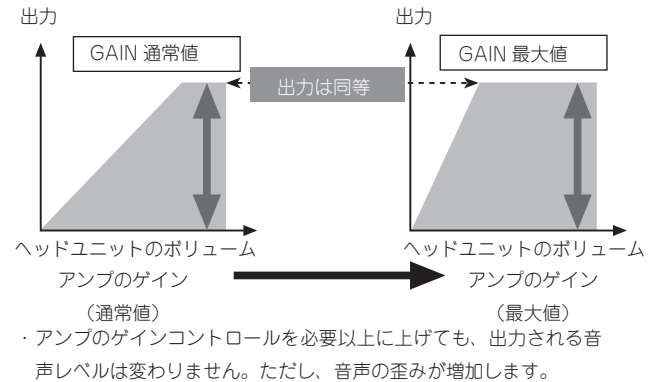 出力
GAIN 通常値
出力は同等
出力
GAIN 最大値
ヘッドユニットのボリューム
アンプのゲイン
（通常値）
ヘッドユニットのボリューム
アンプのゲイン
（最大値）
・アンプのゲインコントロールを必要以上に上げても、出力される音
声レベルは変わりません。ただし、音声の歪みが増加します。